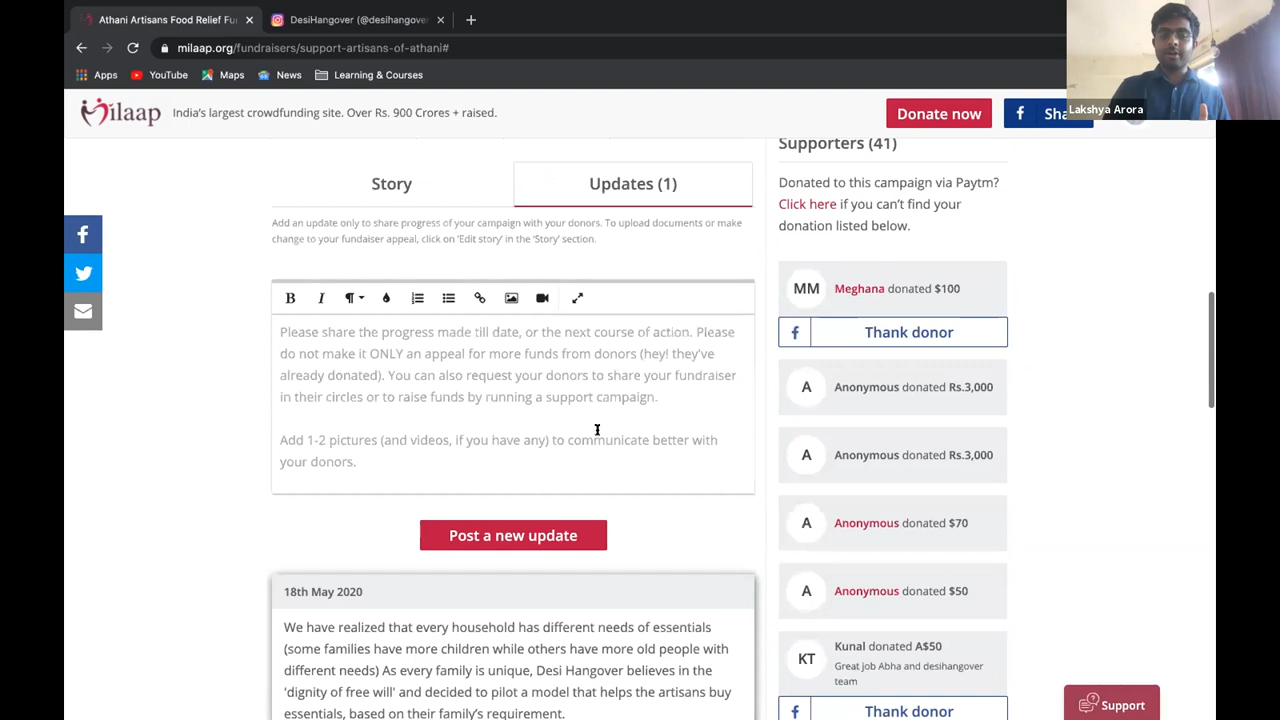 Athani Artisans Food Relief Fu
DesiHangover (@desihangover
milaap.org/fundraisers/support-artisans-of-athani#
Apps
YouTube
Maps
News
Learning & Courses
Lakshya Arora
Milaap
India's largest crowdfunding site. Over Rs. 900 Crores + raised.
Donate now
Sha
Story
Updates (1)
Add an update only to share progress of your campaign with your donors. To upload documents or make
change to your fundraiser appeal, click on 'Edit story' in the 'Story' section.
B I
Please share the progress made till date, or the next course of action. Please
do not make it ONLY an appeal for more funds from donors (hey! they've
already donated). You can also request your donors to share your fundraiser
in their circles or to raise funds by running a support campaign.
Add 1-2 pictures (and videos, if you have any) to communicate better with
your donors.
Post a new update
18th May 2020
We have realized that every household has different needs of essentials
(some families have more children while others have more old people with
different needs) As every family is unique, Desi Hangover believes in the
'dignity of free will' and decided to pilot a model that helps the artisans buy
essentials, based on their family's requirement.
Supporters (41)
Donated to this campaign via Paytm?
Click here if you can't find your
donation listed below.
MM
Meghana donated $100
Thank donor
A
Anonymous donated Rs.3,000
A
Anonymous donated Rs.3,000
A
Anonymous donated $70
A
Anonymous donated $50
KT
Kunal donated A$50
Great job Abha and desihangover
team
Thank donor
Support